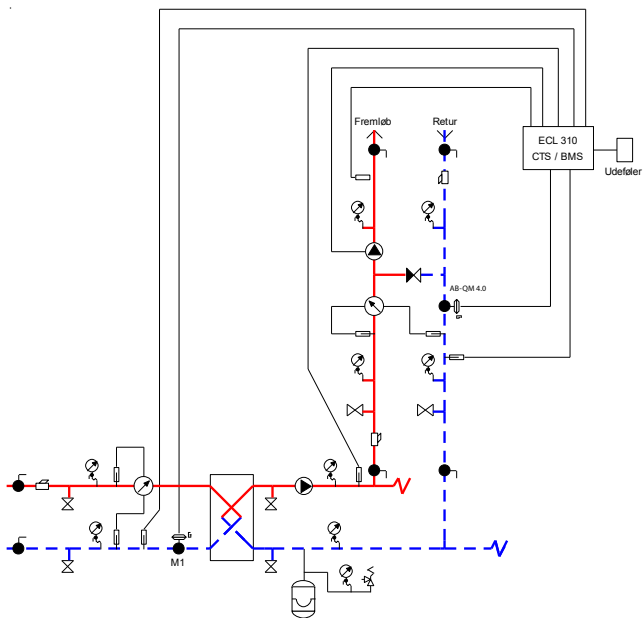 Fremløb
Retur
ECL 310
CTS / BMS
Udeføler
AB-QM 4.0
M1